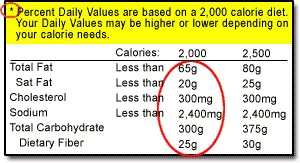 * Percent Daily Values are based on a 2,000 calorie diet.
Your Daily Values may be higher or lower depending on
your calorie needs.
Calories: 2,000 2,500
Total Fat Less than 65g 80g
Sat Fat Less than 20g 25g
Cholesterol Less than 300mg 300mg
Sodium Less than 2,400mg 2,400mg
Total Carbohydrate 300g 375g
Dietary Fiber 25g 30g